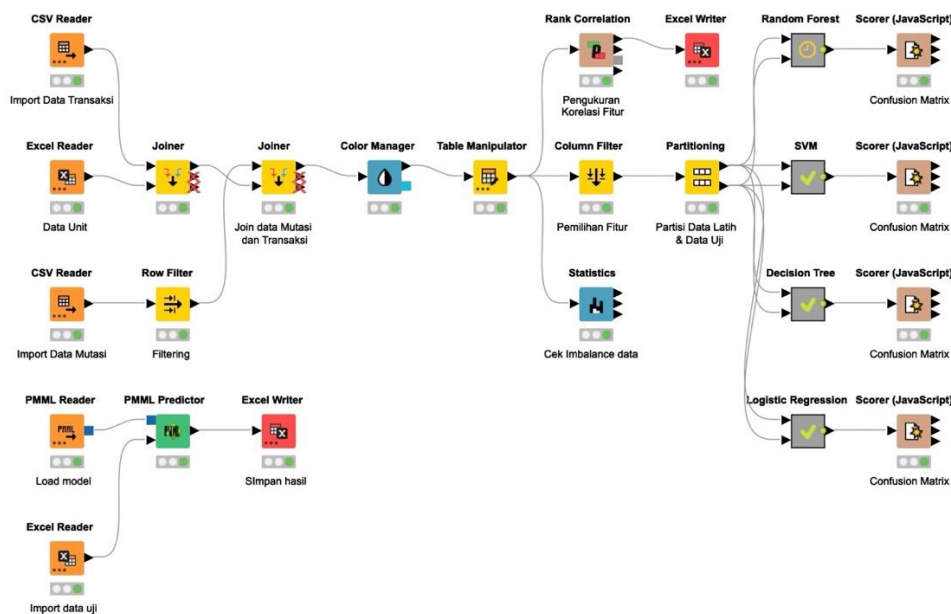 CSV Reader
Import Data Transaksi
Excel Reader
Data Unit
CSV Reader
Import Data Mutasi
Joiner
Row Filter
Filtering
Joiner
Join data Mutasi
dan Transaksi
Color Manager
Table Manipulator
Rank Correlation
Pengukuran
Korelasi Fitur
Excel Writer
Column Filter
Pemilihan Fitur
Statistics
Cek Imbalance data
Partitioning
Partisi Data Latih
& Data Uji
Random Forest
Scorer (JavaScript)
Confusion Matrix
SVM
Scorer (JavaScript)
Confusion Matrix
Decision Tree
Scorer (JavaScript)
Confusion Matrix
Logistic Regression
Scorer (JavaScript)
Confusion Matrix
PMML Reader
Load model
PMML Predictor
Excel Writer
SImpan hasil
Excel Reader
Import data uji